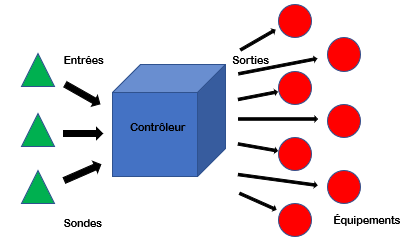 Entrées
Sorties
Contrôleur
Sondes
Équipements